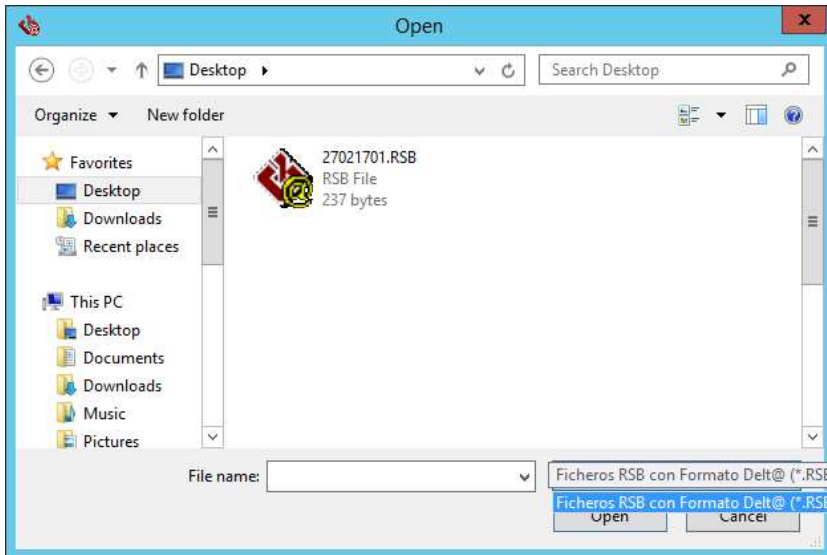 Open
x
Desktop
Search Desktop
Organize New folder
Favorites
Desktop
Downloads
Recent places
This PC
Desktop
Documents
Downloads
Music
Pictures
27021701.RSB
RSB File
237 bytes
File name:
Ficheros RSB con Formato Delt@ (*.RSB
Ficheros RSB con Formato Delt@ (*.RSB
Open Cancel